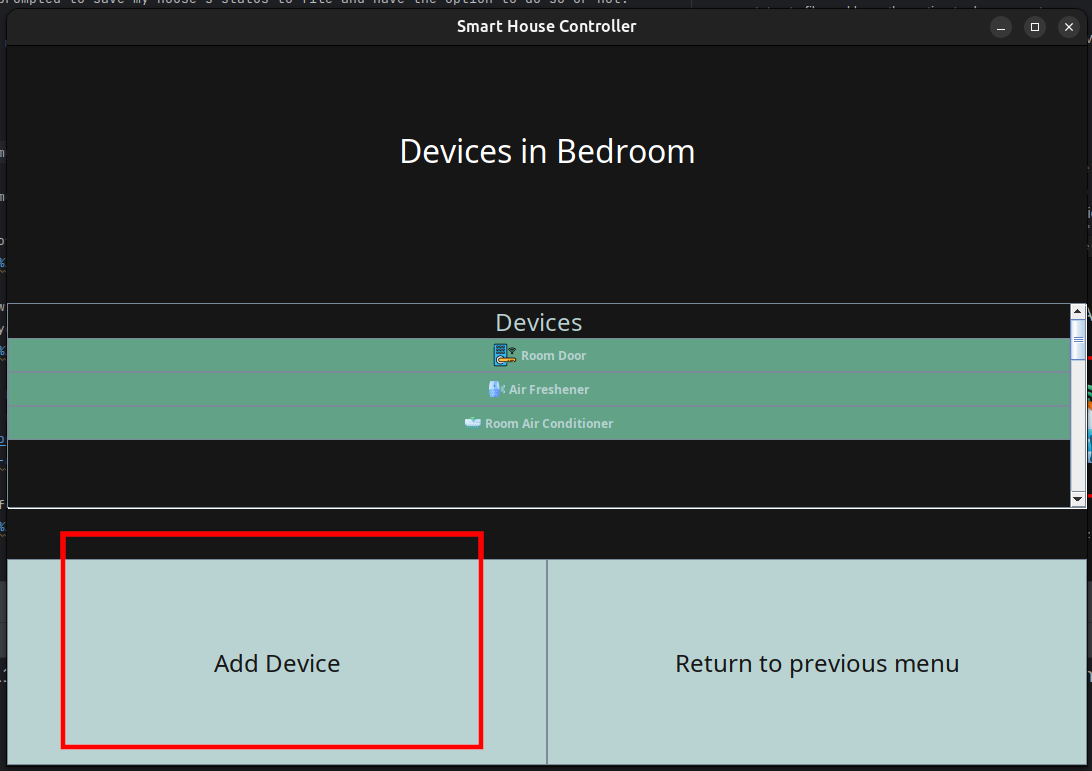 prompted to save my house's status to file and have the option to do so or not.
Smart House Controller
Devices in Bedroom
Devices
Room Door
Air Freshener
Room Air Conditioner
Add Device
Return to previous menu